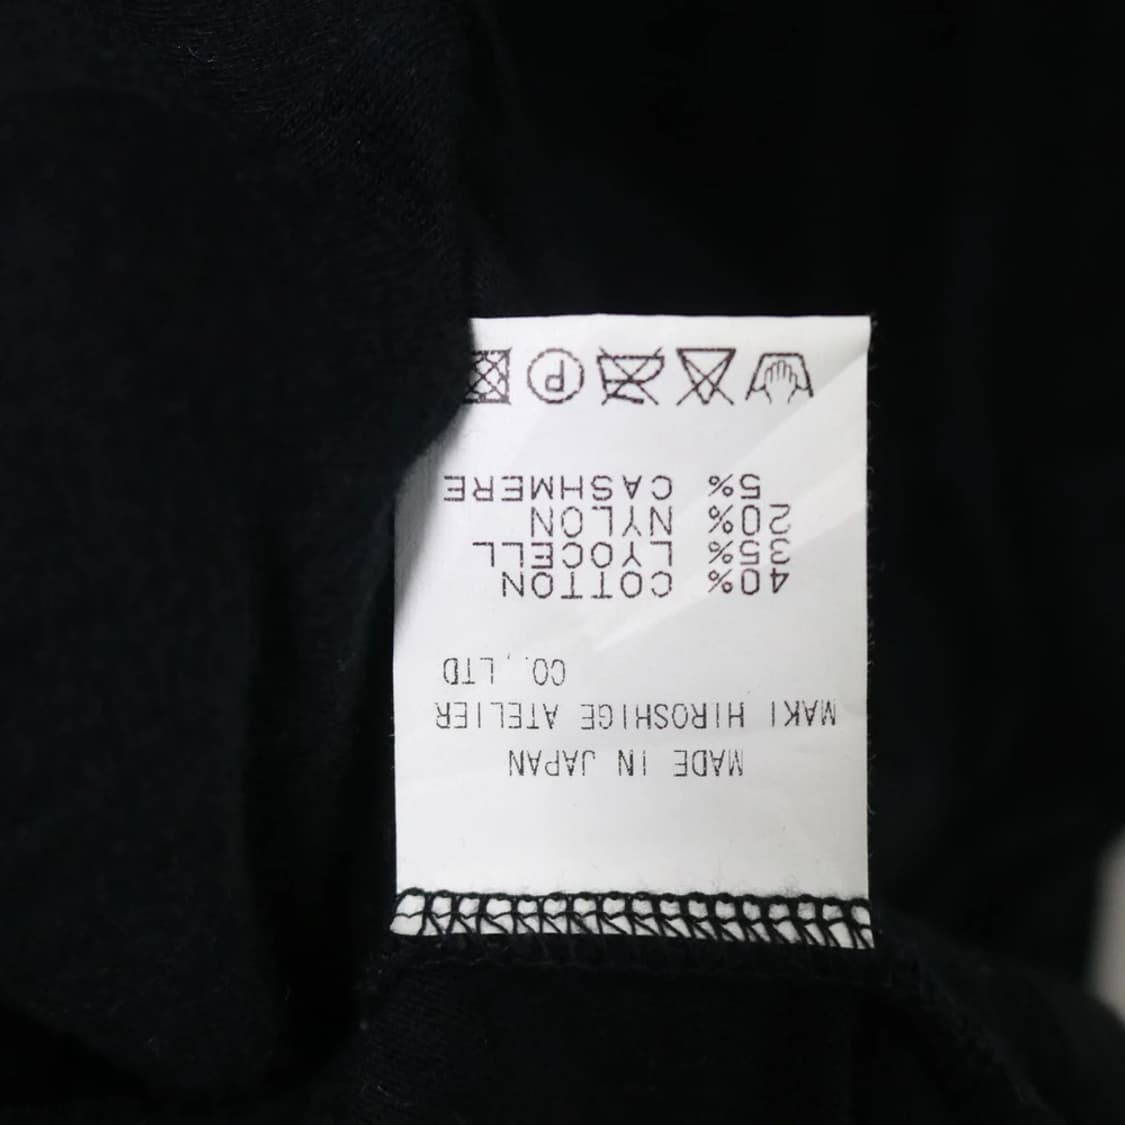 MADE IN JAPAN
MAKI HIROSHIGE ATELIER
CO., LTD
40% COTTON
35% LYOCELL
20% NYLON
5% CASHMERE
P